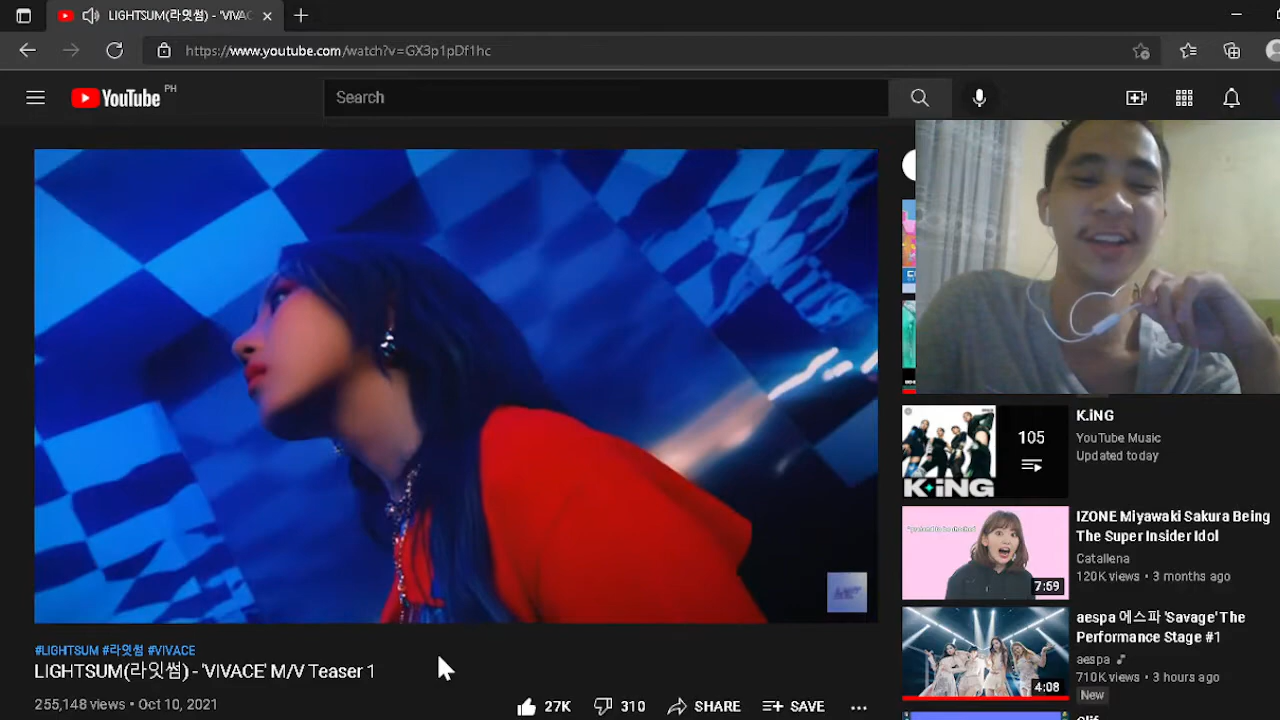 LIGHTSUM(라잇썸) - 'VIVAC
https://www.youtube.com/watch?v=GX3p1pDf1hc
YouTube PH
Search
#LIGHTSUM #라잇썸 #VIVACE
LIGHTSUM(라잇썸) - 'VIVACE' M/V Teaser 1
255,148 views • Oct 10, 2021
27K
310
SHARE
SAVE
K.iNG
105
K.iNG
YouTube Music
Updated today
7:59
IZONE Miyawaki Sakura Being
The Super Insider Idol
Catallena
120K views • 3 months ago
4:08
aespa 에스파 'Savage' The
Performance Stage #1
aespa
710K views • 3 hours ago
New